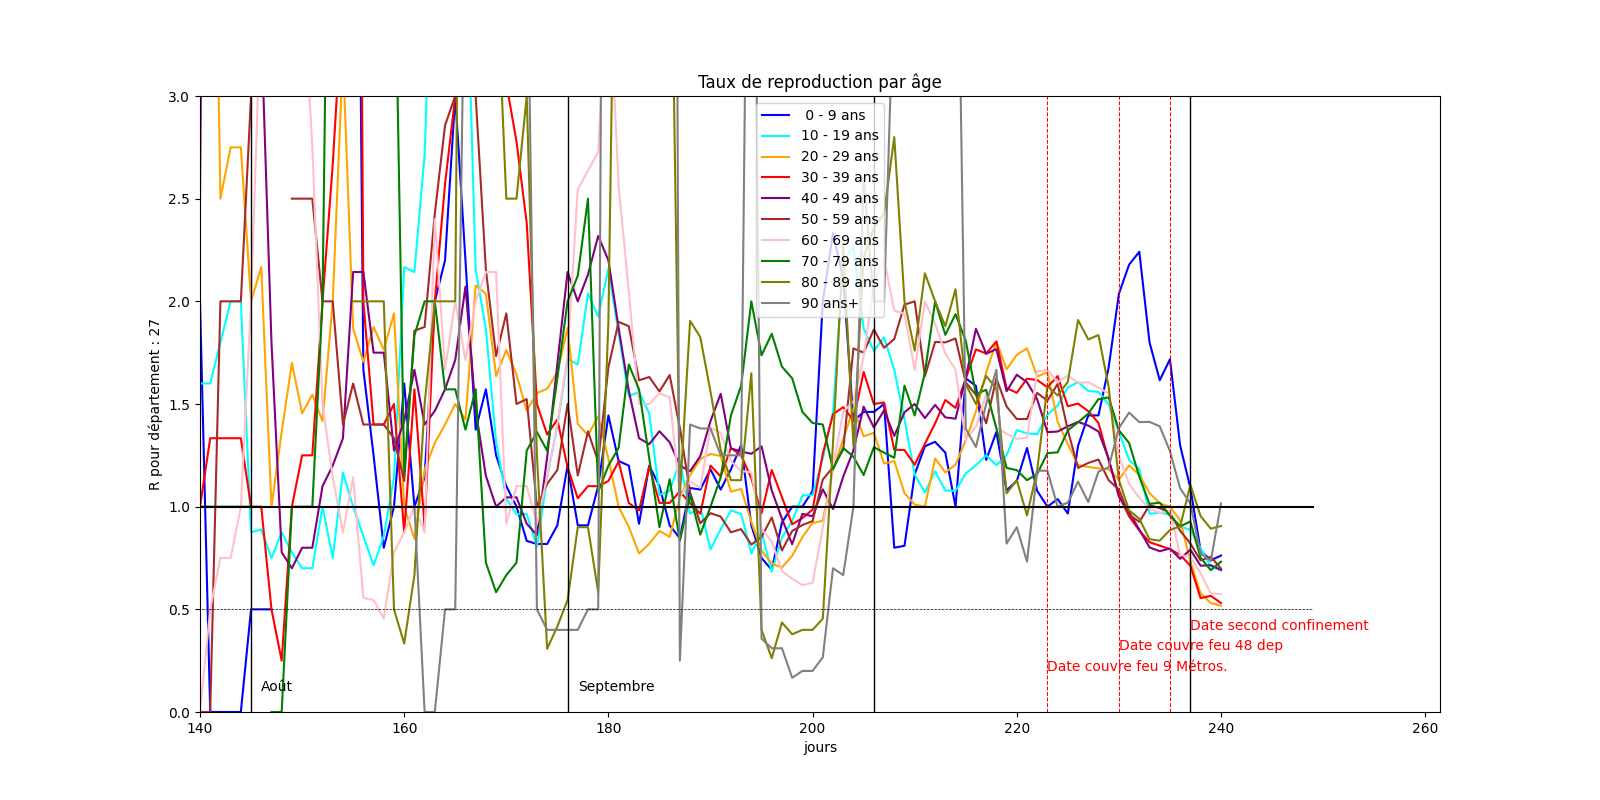 Taux de reproduction par âge
R pour département : 27
3.0
2.5
2.0
1.5
1.0
0.5
0.0
0 - 9 ans
10 - 19 ans
20 - 29 ans
30 - 39 ans
40 - 49 ans
50 - 59 ans
60 - 69 ans
70 - 79 ans
80 - 89 ans
90 ans+
Date second confinement
Date couvre feu 48 dep
Date couvre feu 9 Métros.
Août
Septembre
140
160
180
200
220
240
260
jours